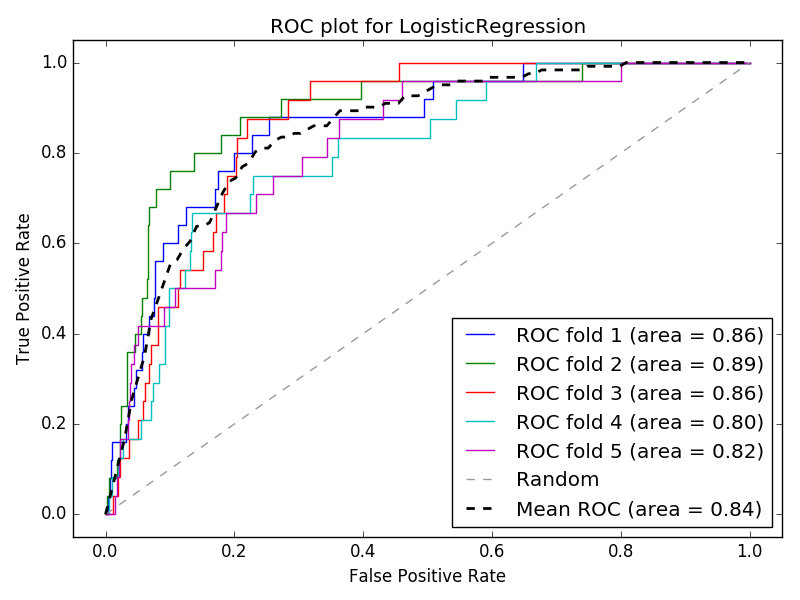 ROC plot for LogisticRegression
True Positive Rate
1.0
0.8
0.6
0.4
0.2
0.0
ROC fold 1 (area = 0.86)
ROC fold 2 (area = 0.89)
ROC fold 3 (area = 0.86)
ROC fold 4 (area = 0.80)
ROC fold 5 (area = 0.82)
Random
Mean ROC (area = 0.84)
0.0 0.2 0.4 0.6 0.8 1.0
False Positive Rate